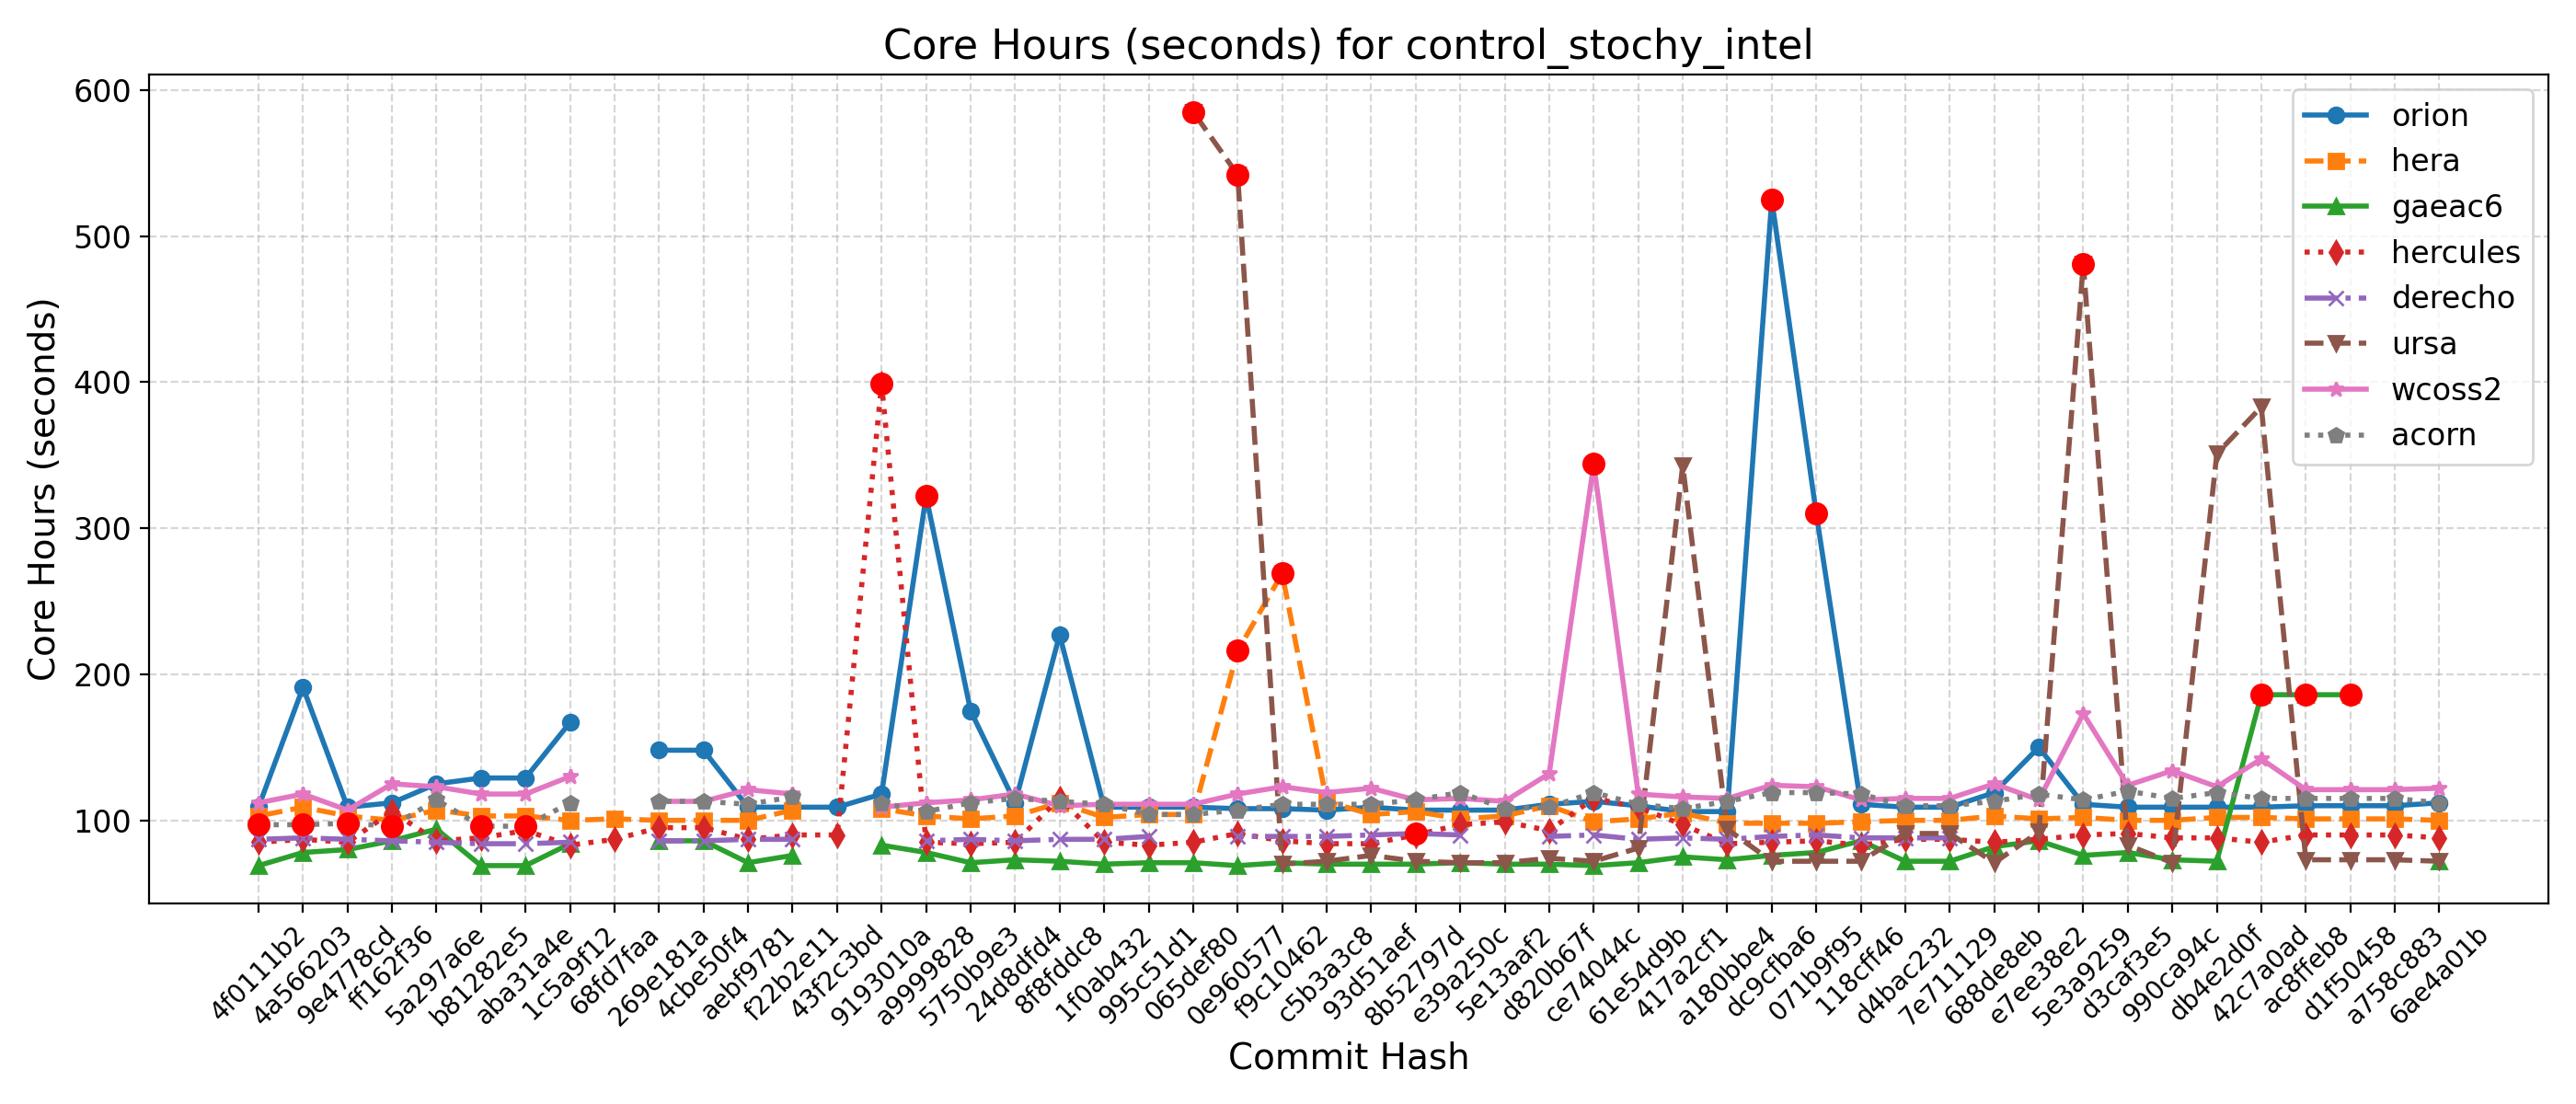 Core Hours (seconds) for control_stochy_intel
Core Hours (seconds)
600
500
400
300
200
100
orion
hera
gaeac6
hercules
derecho
ursa
wcoss2
acorn
4f0111b2
4a566203
9e4778cd
ff162f36
5a297a6e
b81282e5
aba31a4e
1c5a9f12
68fd7faa
269e181a
4cbe50f4
aebf9781
f22b2e11
43f2c3bd
9193010a
a9999828
5750b9e3
24d8dfd4
8f8fddc8
1f0ab432
995c51d1
065def80
0e960577
f9c10462
c5b3a3c8
93d51aef
8b52797d
e39a250c
5e13aaf2
d820b67f
ce74044c
61e54d9b
417a2cf1
a180bbe4
dc9cfba6
071b9f95
118cff46
d4bac232
7e711129
688de8eb
e7ee38e2
5e3a9259
d3caf3e5
990ca94c
db4e2d0f
42c7a0ad
ac8ffeb8
d1f50458
a758c883
6ae4a01b
Commit Hash